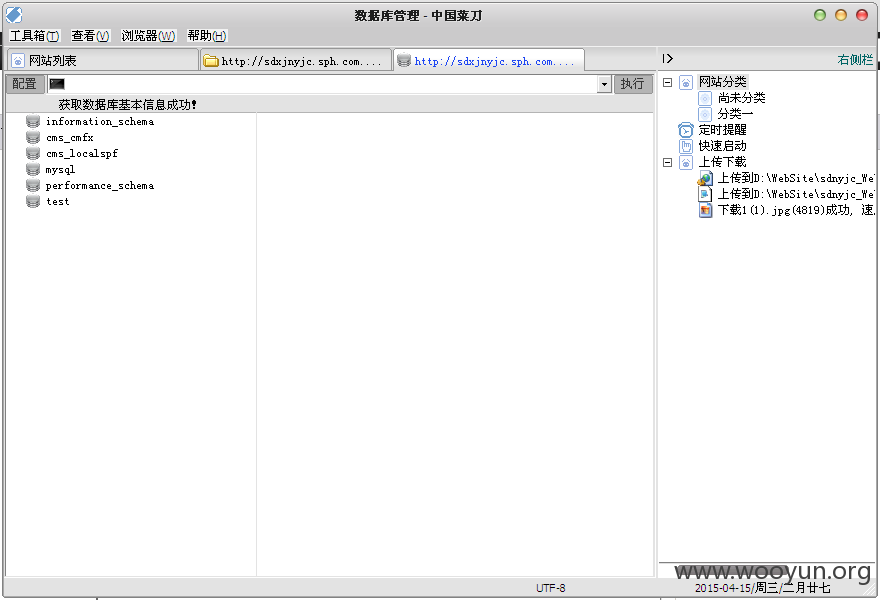 数据库管理 - 中国菜刀
工具箱(T) 查看(V) 浏览器(W) 帮助(H)
网站列表 http://sdxjnyjc.sph.com.... http://sdxjnyjc.sph.com.... 右侧栏
配置 执行
获取数据库基本信息成功!
information_schema
cms_cmfx
cms_localspf
mysql
performance_schema
test
网站分类
尚未分类
分类一
定时提醒
快速启动
上传下载
上传到D:\WebSite\sdnyjc_We
上传到D:\WebSite\sdnyjc_We
下载1(1).jpg(4819)成功, 速
www.wooyun.org
UTF-8 2015-04-15/周三/二月廿七